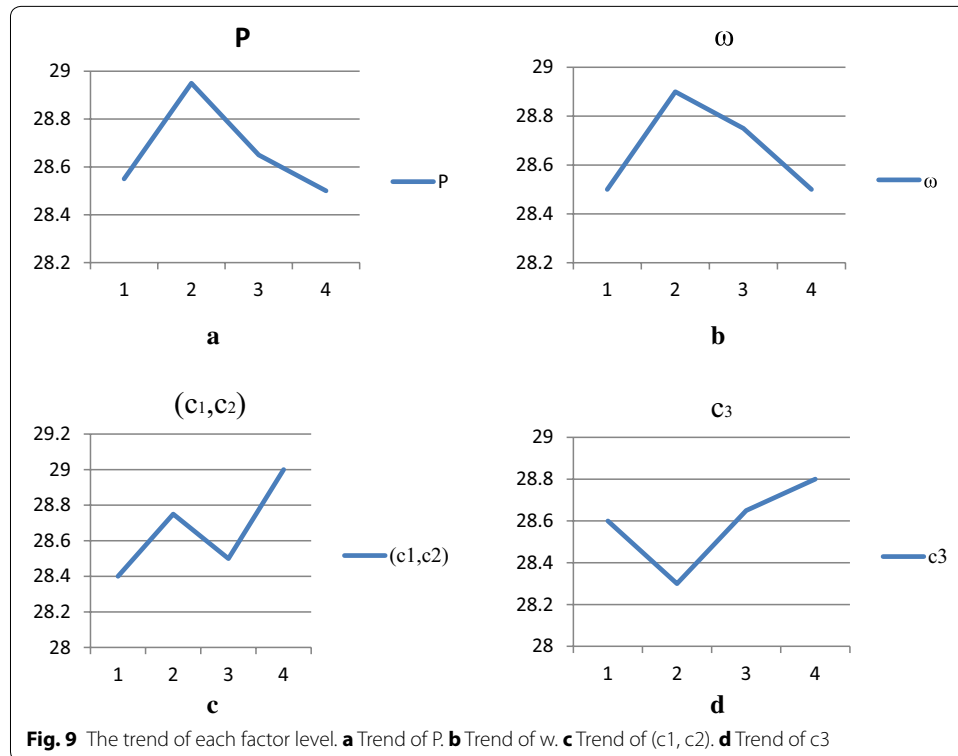 P
29
28.8
28.6
28.4
28.2
1 2 3 4
P
a
ω
29
28.8
28.6
28.4
28.2
1 2 3 4
ω
b
(c1,c2)
29.2
29
28.8
28.6
28.4
28.2
28
1 2 3 4
(c1,c2)
c
c3
29
28.8
28.6
28.4
28.2
28
1 2 3 4
c3
d
Fig. 9 The trend of each factor level. a Trend of P. b Trend of w. c Trend of (c1, c2). d Trend of c3